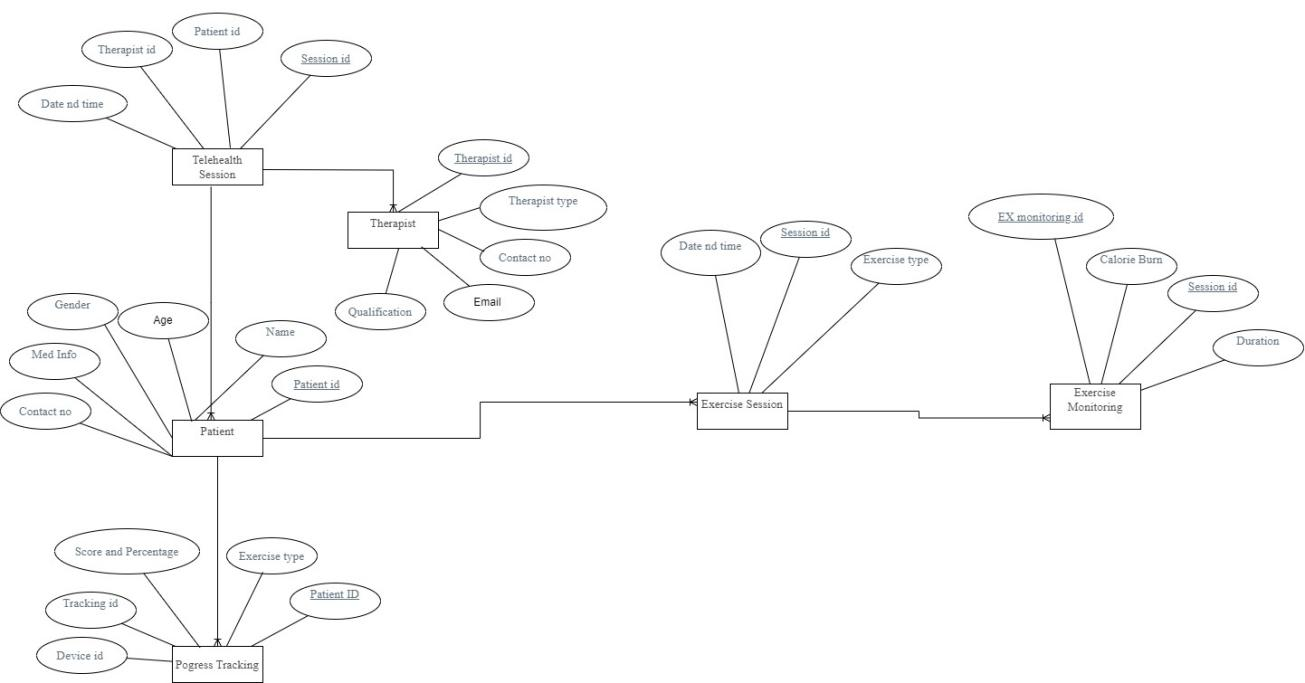 Patient id
Therapist id
Session id
Date nd time
Telehealth
Session
Therapist id
Therapist type
Therapist
Contact no
Email
Qualification
EX monitoring id
Date nd time
Session id
Exercise type
Calorie Burn
Session id
Duration
Gender
Age
Name
Med Info
Patient id
Contact no
Patient
Exercise Session
Exercise
Monitoring
Score and Percentage
Exercise type
Patient ID
Tracking id
Device id
Pogress Tracking